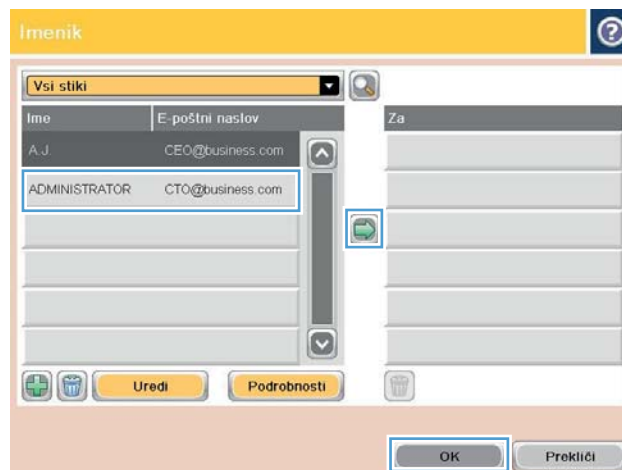 Imenik
?
Vsi stiki
Ime E-poštni naslov Za
A.J. CEO@business.com
ADMINISTRATOR CTO@business.com
Uredi Podrobnosti
OK Prekliči